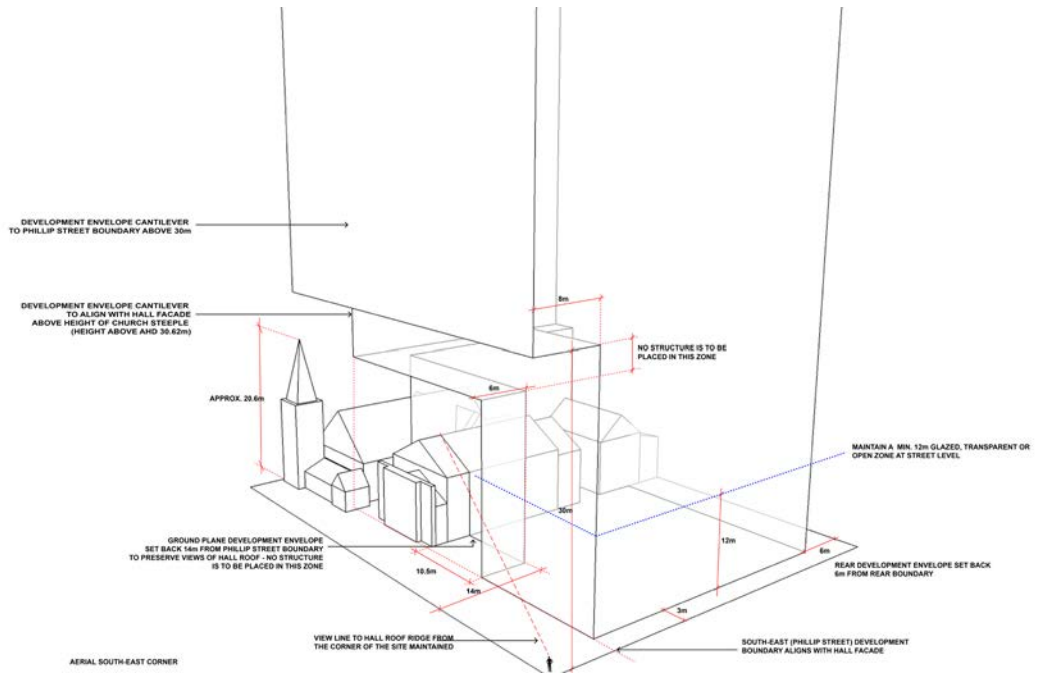 DEVELOPMENT ENVELOPE CANTILEVER
TO PHILLIP STREET BOUNDARY ABOVE 30m
DEVELOPMENT ENVELOPE CANTILEVER
TO ALIGN WITH HALL FACADE
ABOVE HEIGHT OF CHURCH STEEPLE
(HEIGHT ABOVE AHD 30.62m)
8m
NO STRUCTURE IS TO BE
PLACED IN THIS ZONE
6m
APPROX. 20.6m
MAINTAIN A MIN. 12m GLAZED, TRANSPARENT OR
OPEN ZONE AT STREET LEVEL
30m
12m
GROUND PLANE DEVELOPMENT ENVELOPE
SET BACK 14m FROM PHILLIP STREET BOUNDARY
TO PRESERVE VIEWS OF HALL ROOF - NO STRUCTURE
IS TO BE PLACED IN THIS ZONE
6m
REAR DEVELOPMENT ENVELOPE SET BACK
6m FROM REAR BOUNDARY
10.5m
14m
3m
VIEW LINE TO HALL ROOF RIDGE FROM
THE CORNER OF THE SITE MAINTAINED
SOUTH-EAST (PHILLIP STREET) DEVELOPMENT
BOUNDARY ALIGNS WITH HALL FACADE
AERIAL SOUTH-EAST CORNER